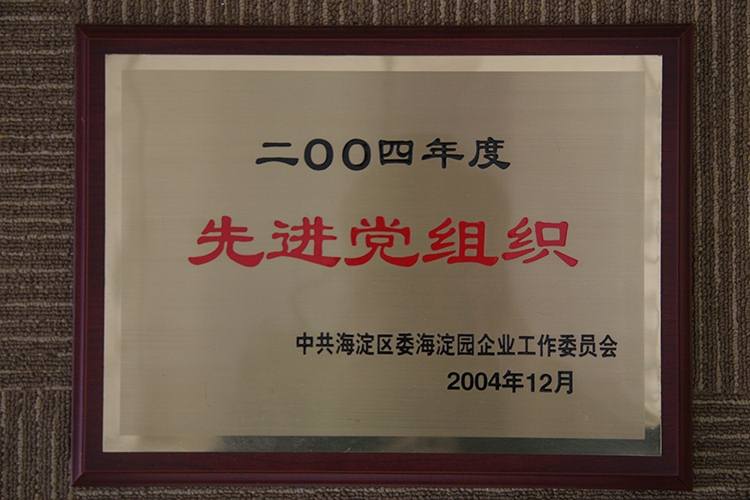 二OO四年度
先进党组织
中共海淀区委海淀园企业工作委员会
2004年12月